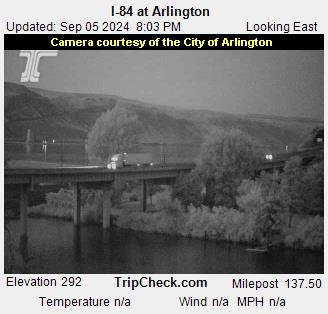 I-84 at Arlington
Updated: Sep 05 2024 8:03 PM Looking East
Camera courtesy of the City of Arlington
Elevation 292 TripCheck.com Milepost 137.50
Temperature n/a Wind n/a MPH n/a